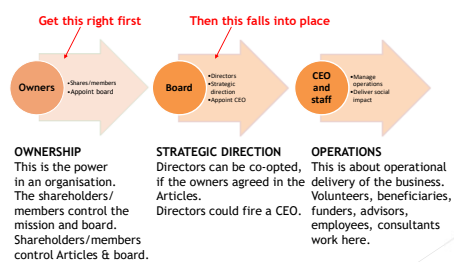 Get this right first
Then this falls into place
Owners
•Shares/members
•Appoint board
Board
•Directors
•Strategic
direction
•Appoint CEO
CEO
and
staff
•Manage
operations
•Deliver social
impact
OWNERSHIP
This is the power
in an organisation.
The shareholders/
members control the
mission and board.
Shareholders/members
control Articles & board.
STRATEGIC DIRECTION
Directors can be co-opted,
if the owners agreed in the
Articles.
Directors could fire a CEO.
OPERATIONS
This is about operational
delivery of the business.
Volunteers, beneficiaries,
funders, advisors,
employees, consultants
work here.